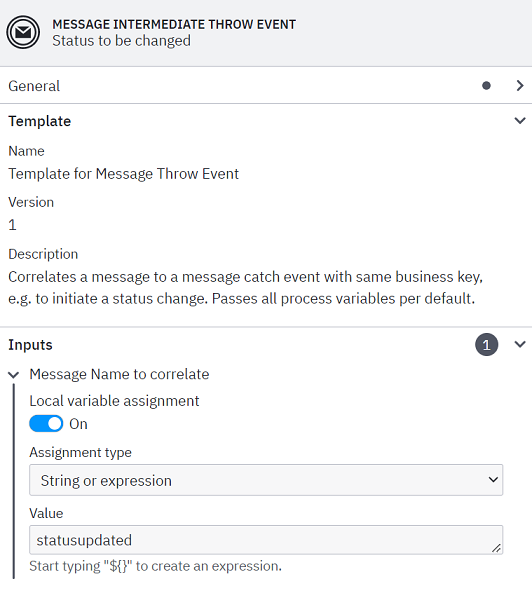 MESSAGE INTERMEDIATE THROW EVENT
Status to be changed
General
Template
Name
Template for Message Throw Event
Version
1
Description
Correlates a message to a message catch event with same business key,
e.g. to initiate a status change. Passes all process variables per default.
Inputs 1
Message Name to correlate
Local variable assignment
On
Assignment type
String or expression
Value
statusupdated
Start typing "${}" to create an expression.